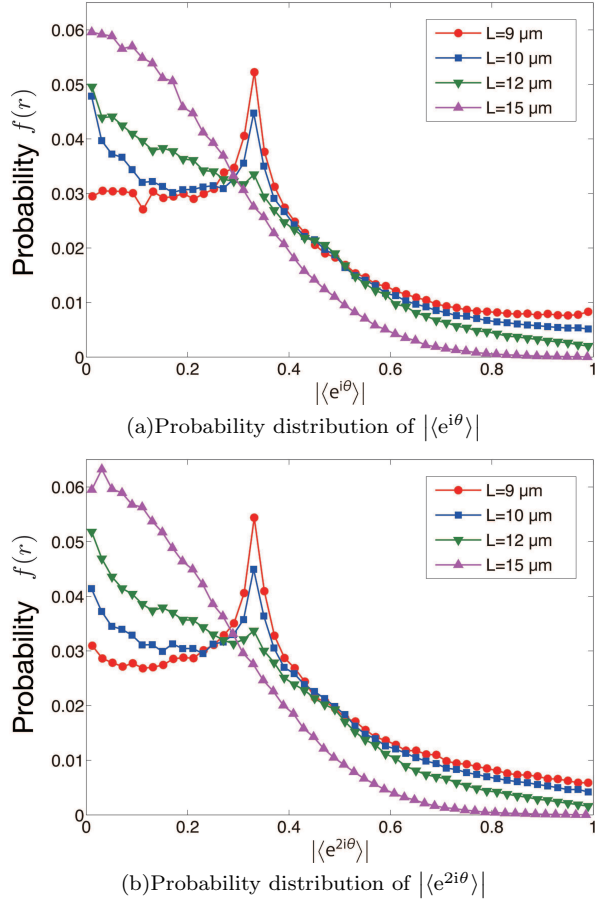 0.06
0.05
0.04
0.03
0.02
0.01
0
Probability f(r)
L=9 μm
L=10 μm
L=12 μm
L=15 μm
0 0.2 0.4 0.6 0.8 1
|⟨e^{iθ}⟩|
(a)Probability distribution of |⟨e^{iθ}⟩|
0.06
0.05
0.04
0.03
0.02
0.01
0
Probability f(r)
L=9 μm
L=10 μm
L=12 μm
L=15 μm
0 0.2 0.4 0.6 0.8 1
|⟨e^{2iθ}⟩|
(b)Probability distribution of |⟨e^{2iθ}⟩|